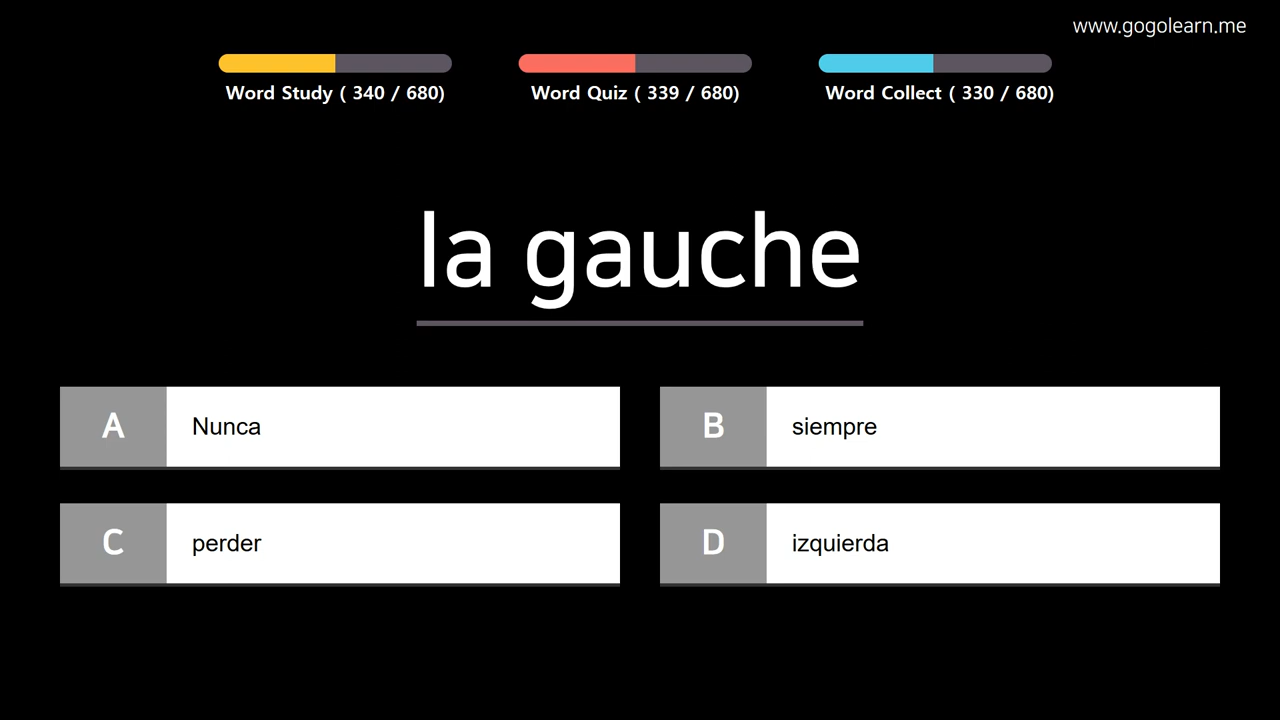 www.gogolearn.me
Word Study ( 340 / 680)
Word Quiz ( 339 / 680)
Word Collect ( 330 / 680)
la gauche
A
Nunca
B
siempre
C
perder
D
izquierda